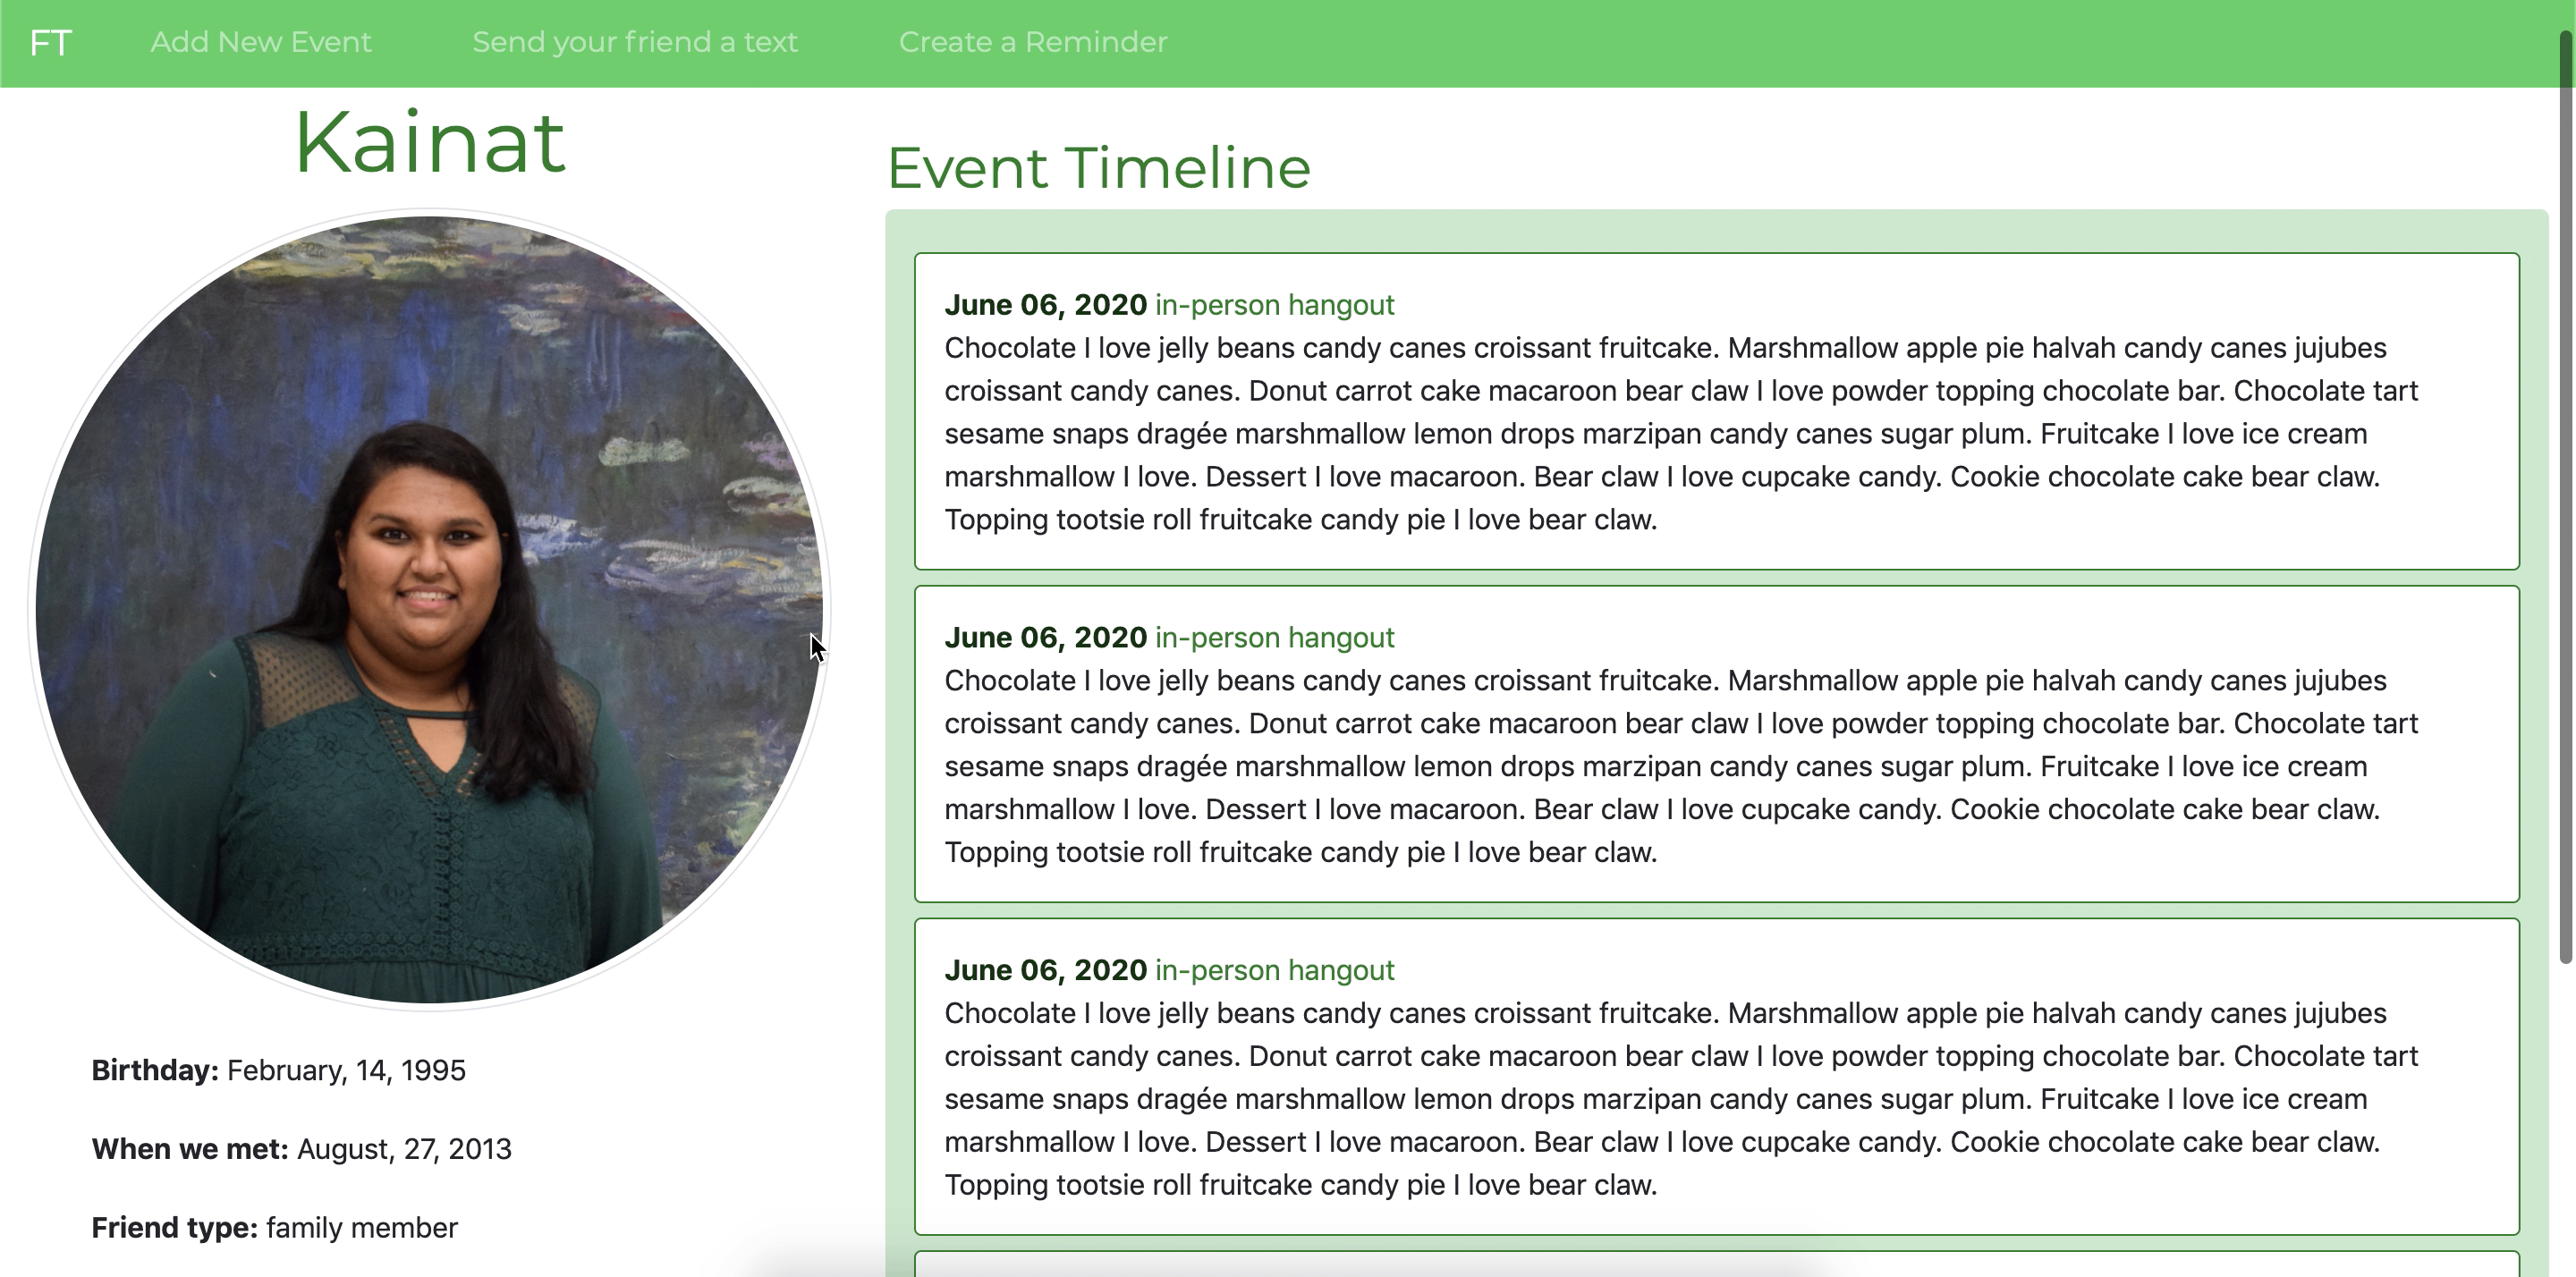 FT Add New Event Send your friend a text Create a Reminder
Kainat
Birthday: February, 14, 1995
When we met: August, 27, 2013
Friend type: family member
Event Timeline
June 06, 2020 in-person hangout
Chocolate I love jelly beans candy canes croissant fruitcake. Marshmallow apple pie halvah candy canes jujubes
croissant candy canes. Donut carrot cake macaroon bear claw I love powder topping chocolate bar. Chocolate tart
sesame snaps dragée marshmallow lemon drops marzipan candy canes sugar plum. Fruitcake I love ice cream
marshmallow I love. Dessert I love macaroon. Bear claw I love cupcake candy. Cookie chocolate cake bear claw.
Topping tootsie roll fruitcake candy pie I love bear claw.
June 06, 2020 in-person hangout
Chocolate I love jelly beans candy canes croissant fruitcake. Marshmallow apple pie halvah candy canes jujubes
croissant candy canes. Donut carrot cake macaroon bear claw I love powder topping chocolate bar. Chocolate tart
sesame snaps dragée marshmallow lemon drops marzipan candy canes sugar plum. Fruitcake I love ice cream
marshmallow I love. Dessert I love macaroon. Bear claw I love cupcake candy. Cookie chocolate cake bear claw.
Topping tootsie roll fruitcake candy pie I love bear claw.
June 06, 2020 in-person hangout
Chocolate I love jelly beans candy canes croissant fruitcake. Marshmallow apple pie halvah candy canes jujubes
croissant candy canes. Donut carrot cake macaroon bear claw I love powder topping chocolate bar. Chocolate tart
sesame snaps dragée marshmallow lemon drops marzipan candy canes sugar plum. Fruitcake I love ice cream
marshmallow I love. Dessert I love macaroon. Bear claw I love cupcake candy. Cookie chocolate cake bear claw.
Topping tootsie roll fruitcake candy pie I love bear claw.